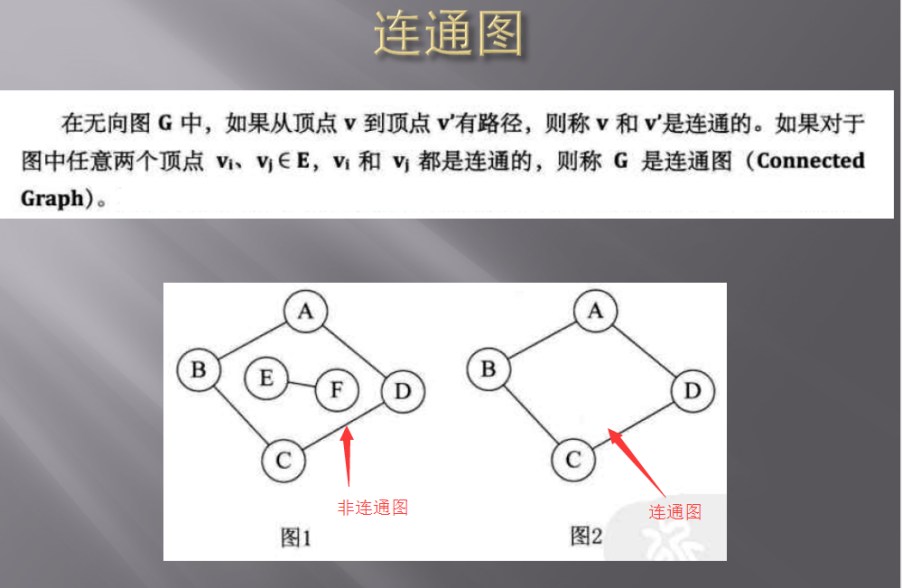 连通图
在无向图 G 中，如果从顶点 v 到顶点 v'有路径，则称 v 和 v'是连通的。如果对于
图中任意两个顶点 vᵢ、vⱼ∈E，vᵢ 和 vⱼ 都是连通的，则称 G 是连通图（Connected
Graph）。
A
B
E
F
D
C
非连通图
图1
A
B
D
C
连通图
图2